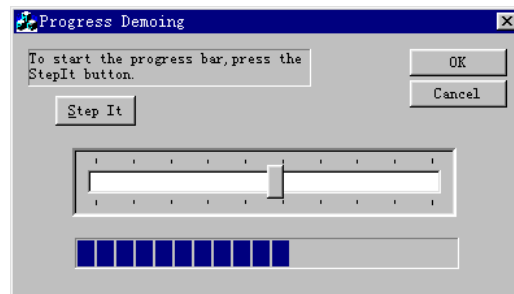 Progress Demoing
To start the progress bar,press the
StepIt button.
OK
Cancel
Step It